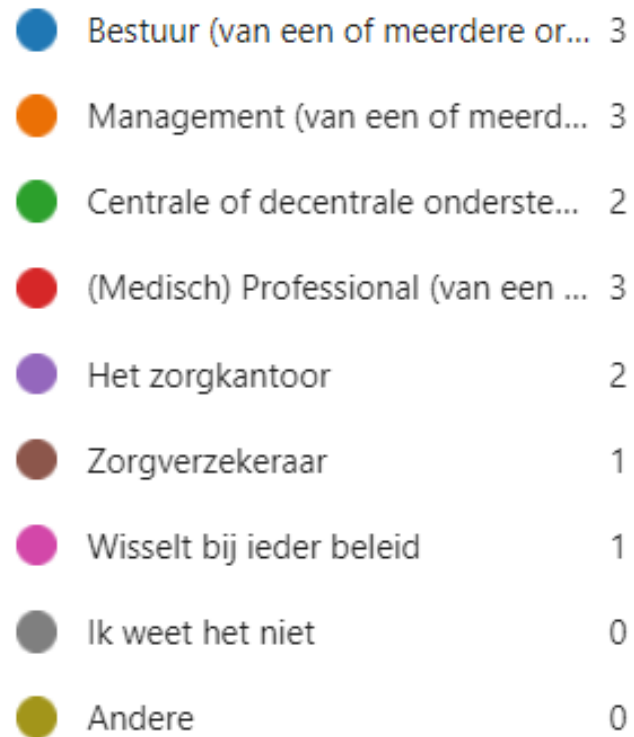 Bestuur (van een of meerdere or... 3
Management (van een of meerd... 3
Centrale of decentrale onderste... 2
(Medisch) Professional (van een ... 3
Het zorgkantoor 2
Zorgverzekeraar 1
Wisselt bij ieder beleid 1
Ik weet het niet 0
Andere 0